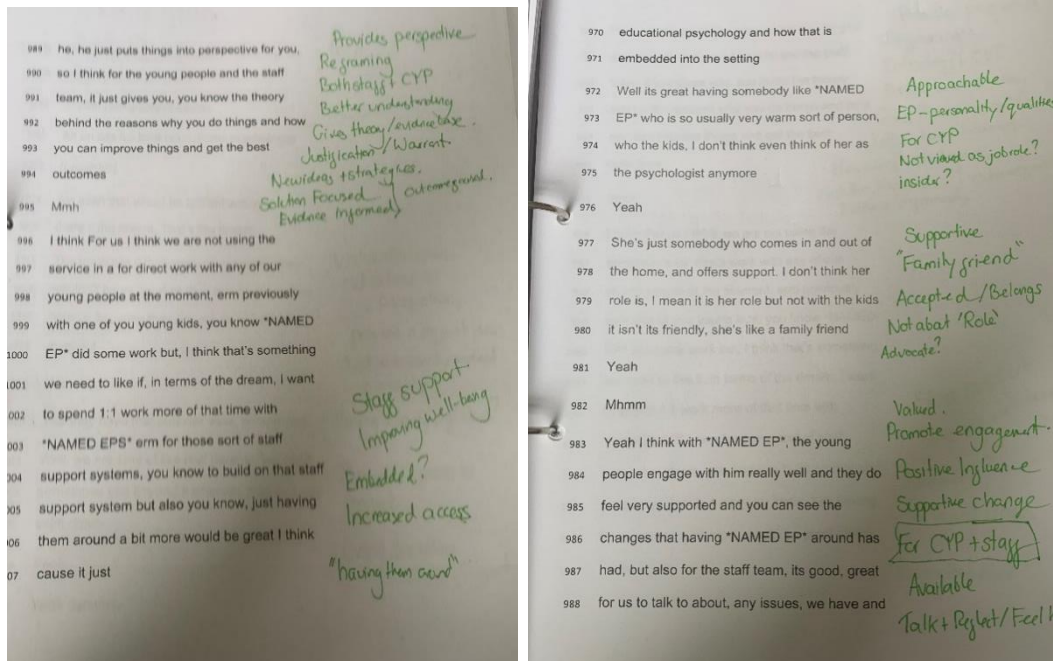 989 he, he just puts things into perspective for you,
Provides perspective
990 so I think for the young people and the staff
Reframing
Both staff + CYP
991 team, it just gives you, you know the theory
Better understanding
992 behind the reasons why you do things and how
Gives theory/evidence base.
993 you can improve things and get the best
Justification / Warrant.
994 outcomes
New ideas + strategies.
Solution Focused
Outcome
995 Mmh
Evidence Informed
996 I think For us I think we are not using the
997 service in a for direct work with any of our
998 young people at the moment, erm previously
999 with one of you young kids, you know *NAMED
1000 EP* did some work but, I think that's something
1001 we need to like if, in terms of the dream, I want
Staff support
002 to spend 1:1 work more of that time with
Improving well-being
003 *NAMED EPS* erm for those sort of staff
004 support systems, you know to build on that staff
Embedded?
005 support system but also you know, just having
Increased access
06 them around a bit more would be great I think
07 cause it just
"having them around"
970 educational psychology and how that is
971 embedded into the setting
972 Well its great having somebody like *NAMED
Approachable
973 EP* who is so usually very warm sort of person,
EP-personality/qualities
974 who the kids, I don't think even think of her as
For CYP
Not viewed as job role?
975 the psychologist anymore
insider?
976 Yeah
977 She's just somebody who comes in and out of
Supportive
978 the home, and offers support. I don't think her
"Family friend"
979 role is, I mean it is her role but not with the kids
Accepted / Belongs
980 it isn't its friendly, she's like a family friend
Not about 'Role'
Advocate?
981 Yeah
982 Mhmm
Valued.
983 Yeah I think with *NAMED EP*, the young
Promote engagement.
984 people engage with him really well and they do
Positive Influence
985 feel very supported and you can see the
Supportive change
986 changes that having *NAMED EP* around has
For CYP + staff
987 had, but also for the staff team, its good, great
Available
988 for us to talk to about, any issues, we have and
Talk + Reflect / Feel